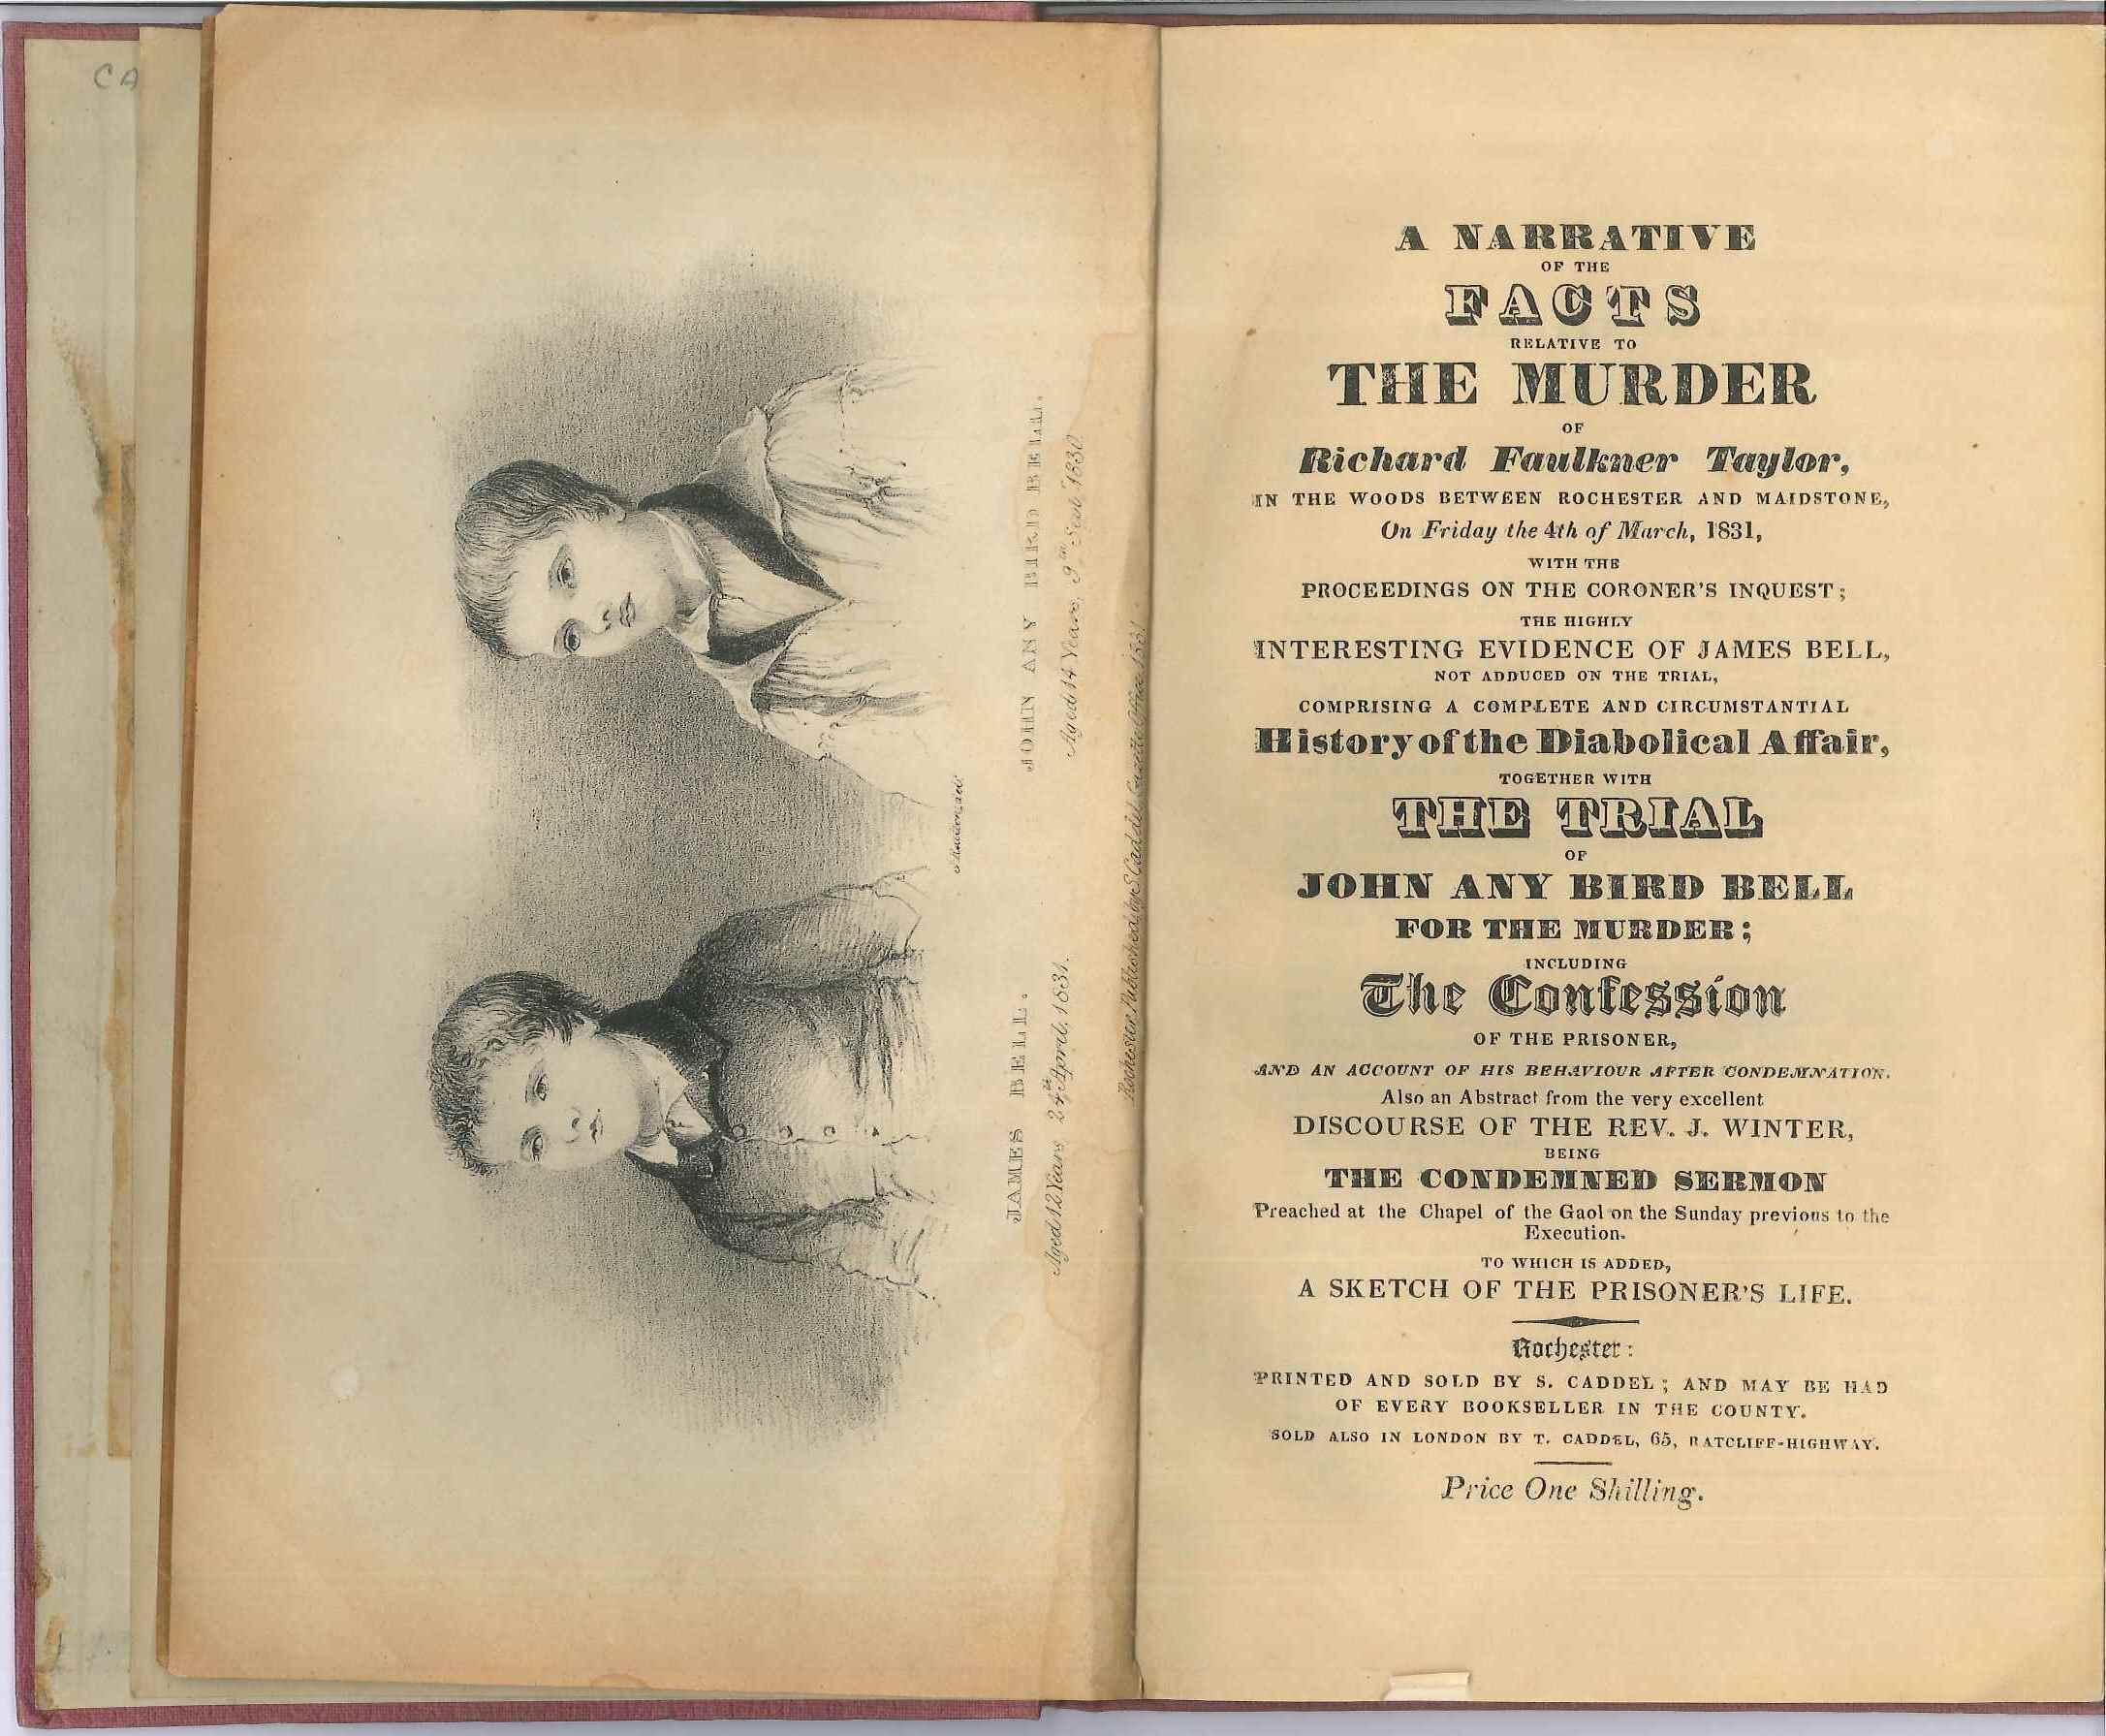 CA
JAMES BELL.
Aged 12 Years, 24th April, 1831.
JOHN ANY BIRD BELL.
Aged 14 Years, 9th Sept 1830
Rochester, Published by S. Caddel, Gazette Office, 1831
A NARRATIVE
OF THE
FACTS
RELATIVE TO
THE MURDER
OF
Richard Faulkner Taylor,
IN THE WOODS BETWEEN ROCHESTER AND MAIDSTONE,
On Friday the 4th of March, 1831,
WITH THE
PROCEEDINGS ON THE CORONER'S INQUEST;
THE HIGHLY
INTERESTING EVIDENCE OF JAMES BELL,
NOT ADDUCED ON THE TRIAL,
COMPRISING A COMPLETE AND CIRCUMSTANTIAL
History of the Diabolical Affair,
TOGETHER WITH
THE TRIAL
OF
JOHN ANY BIRD BELL
FOR THE MURDER;
INCLUDING
The Confession
OF THE PRISONER,
AND AN ACCOUNT OF HIS BEHAVIOUR AFTER CONDEMNATION.
Also an Abstract from the very excellent
DISCOURSE OF THE REV. J. WINTER,
BEING
THE CONDEMNED SERMON
Preached at the Chapel of the Gaol on the Sunday previous to the
Execution.
TO WHICH IS ADDED,
A SKETCH OF THE PRISONER'S LIFE.
Rochester:
PRINTED AND SOLD BY S. CADDEL; AND MAY BE HAD
OF EVERY BOOKSELLER IN THE COUNTY.
SOLD ALSO IN LONDON BY T. CADDEL, 65, RATCLIFF-HIGHWAY.
Price One Shilling.